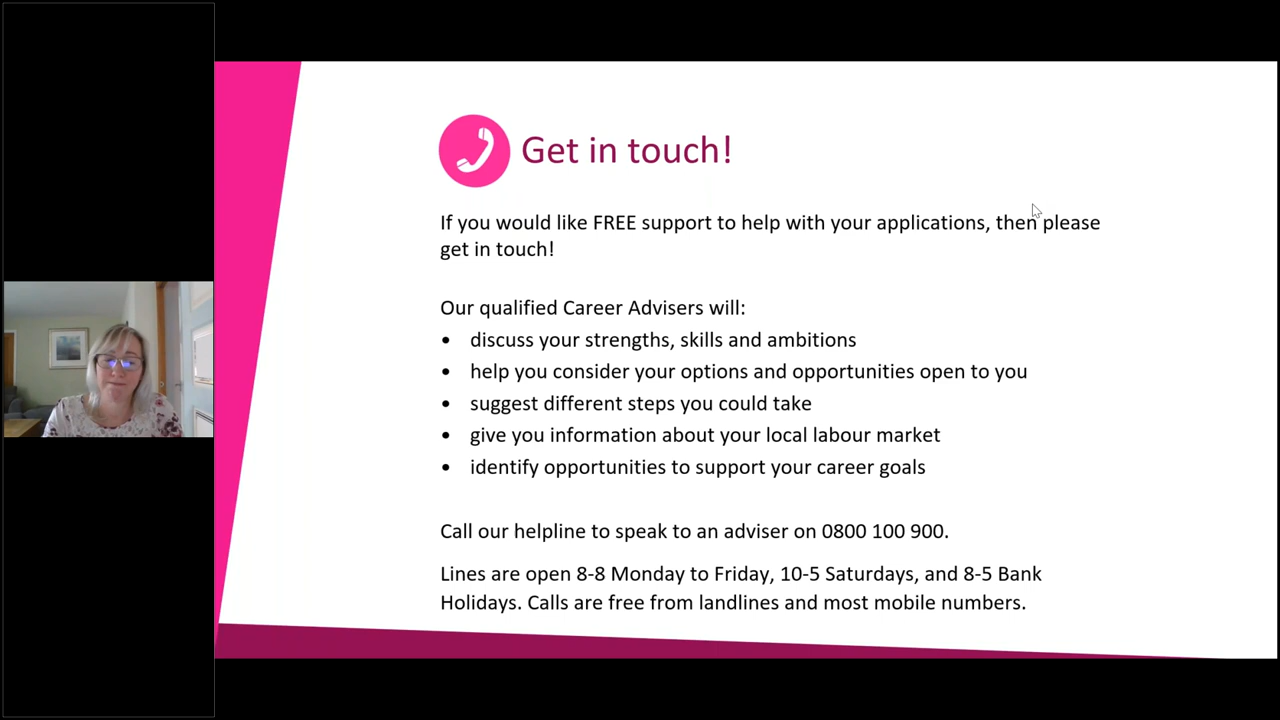 Get in touch!
If you would like FREE support to help with your applications, then please
get in touch!
Our qualified Career Advisers will:
• discuss your strengths, skills and ambitions
• help you consider your options and opportunities open to you
• suggest different steps you could take
• give you information about your local labour market
• identify opportunities to support your career goals
Call our helpline to speak to an adviser on 0800 100 900.
Lines are open 8-8 Monday to Friday, 10-5 Saturdays, and 8-5 Bank
Holidays. Calls are free from landlines and most mobile numbers.